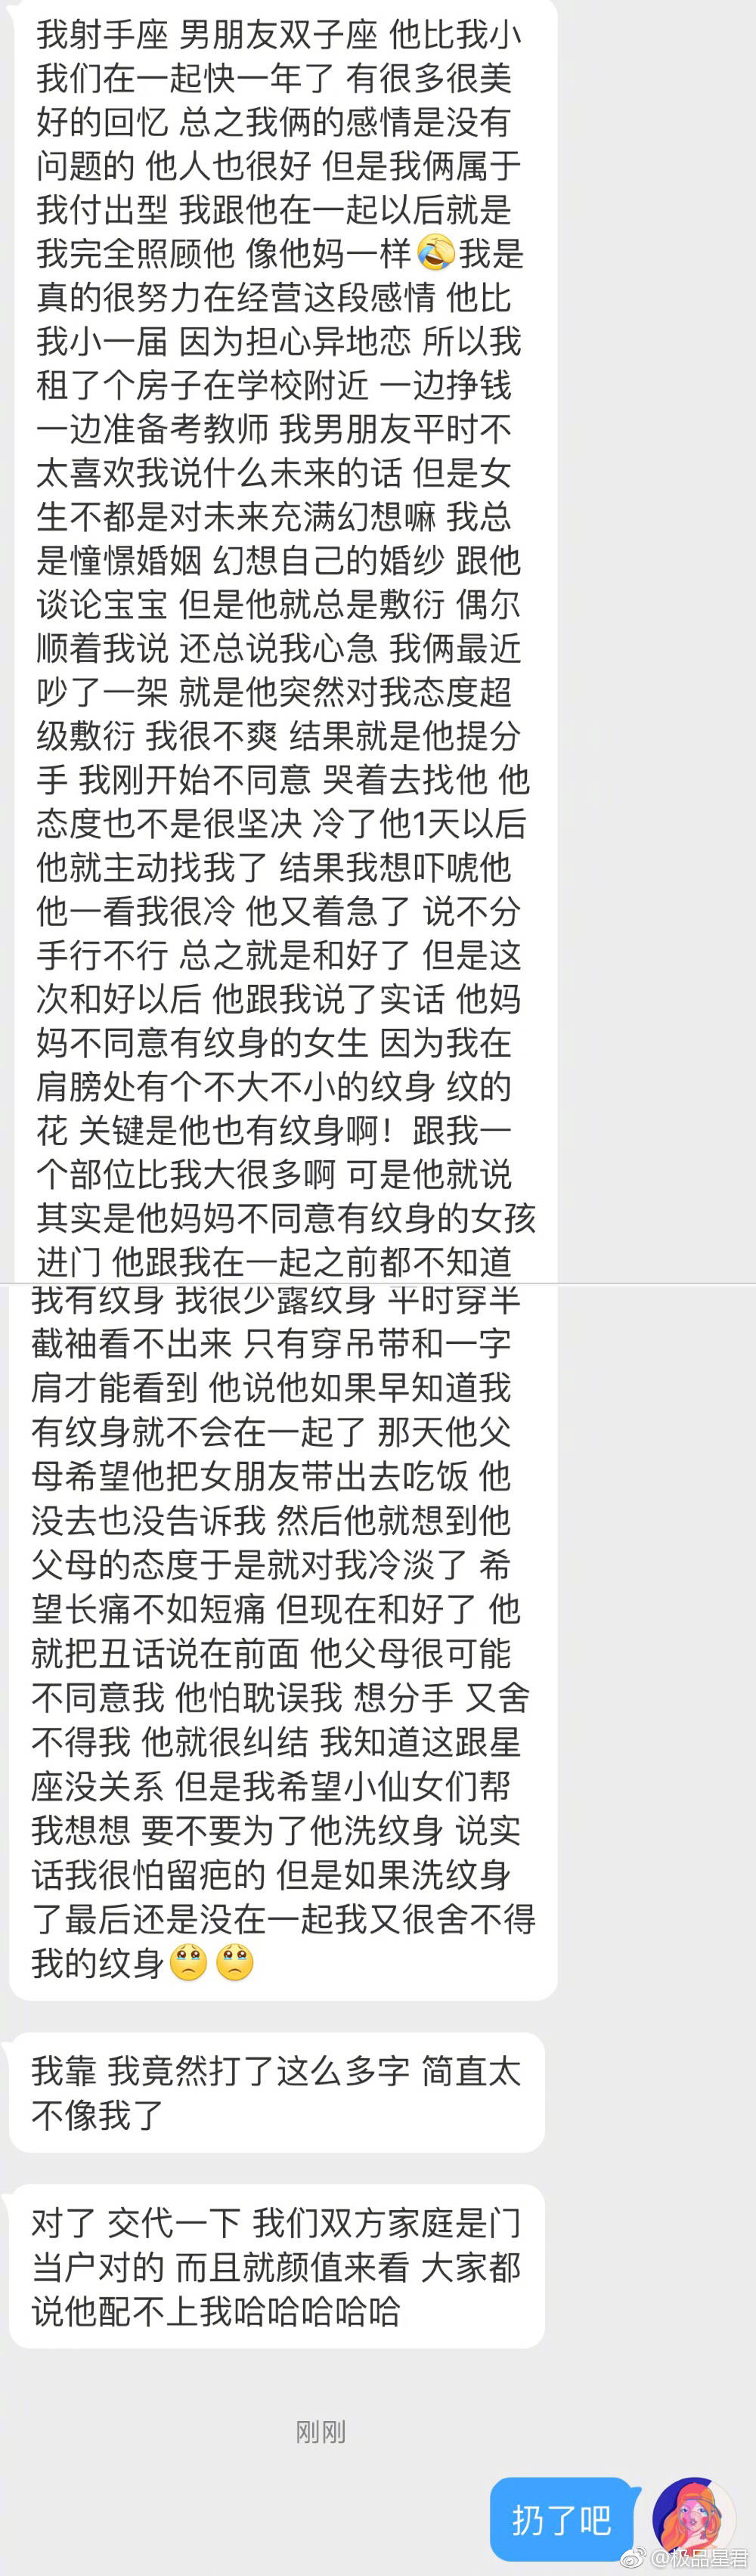 我射手座 男朋友双子座 他比我小
我们在一起快一年了 有很多很美
好的回忆 总之我俩的感情是没有
问题的 他人也很好 但是我俩属于
我付出型 我跟他在一起以后就是
我完全照顾他 像他妈一样🤣我是
真的很努力在经营这段感情 他比
我小一届 因为担心异地恋 所以我
租了个房子在学校附近 一边挣钱
一边准备考教师 我男朋友平时不
太喜欢我说什么未来的话 但是女
生不都是对未来充满幻想嘛 我总
是憧憬婚姻 幻想自己的婚纱 跟他
谈论宝宝 但是他就总是敷衍 偶尔
顺着我说 还总说我心急 我俩最近
吵了一架 就是他突然对我态度超
级敷衍 我很不爽 结果就是他提分
手 我刚开始不同意 哭着去找他 他
态度也不是很坚决 冷了他1天以后
他就主动找我了 结果我想吓唬他
他一看我很冷 他又着急了 说不分
手行不行 总之就是和好了 但是这
次和好以后 他跟我说了实话 他妈
妈不同意有纹身的女生 因为我在
肩膀处有个不大不小的纹身 纹的
花 关键是他也有纹身啊！跟我一
个部位比我大很多啊 可是他就说
其实是他妈妈不同意有纹身的女孩
进门 他跟我在一起之前都不知道
我有纹身 我很少露纹身 平时穿半
截袖看不出来 只有穿吊带和一字
肩才能看到 他说他如果早知道我
有纹身就不会在一起了 那天他父
母希望他把女朋友带出去吃饭 他
没去也没告诉我 然后他就想到他
父母的态度于是就对我冷淡了 希
望长痛不如短痛 但现在和好了 他
就把丑话说在前面 他父母很可能
不同意我 他怕耽误我 想分手 又舍
不得我 他就很纠结 我知道这跟星
座没关系 但是我希望小仙女们帮
我想想 要不要为了他洗纹身 说实
话我很怕留疤的 但是如果洗纹身
了最后还是没在一起我又很舍不得
我的纹身🥺🥺
我靠 我竟然打了这么多字 简直太
不像我了
对了 交代一下 我们双方家庭是门
当户对的 而且就颜值来看 大家都
说他配不上我哈哈哈哈哈
刚刚
扔了吧
@极品星君